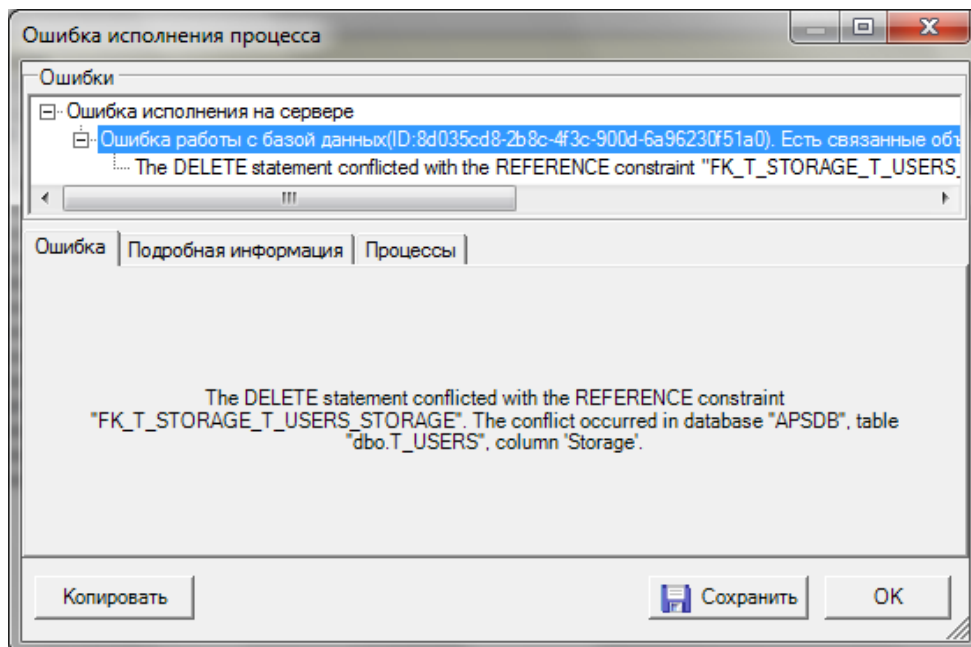 Ошибка исполнения процесса
Ошибки
Ошибка исполнения на сервере
Ошибка работы с базой данных(ID:8d035cd8-2b8c-4f3c-900d-6a96230f51a0). Есть связанные объ
The DELETE statement conflicted with the REFERENCE constraint "FK_T_STORAGE_T_USERS_
Ошибка Подробная информация Процессы
The DELETE statement conflicted with the REFERENCE constraint
"FK_T_STORAGE_T_USERS_STORAGE". The conflict occurred in database "APSDB", table
"dbo.T_USERS", column 'Storage'.
Копировать Сохранить OK